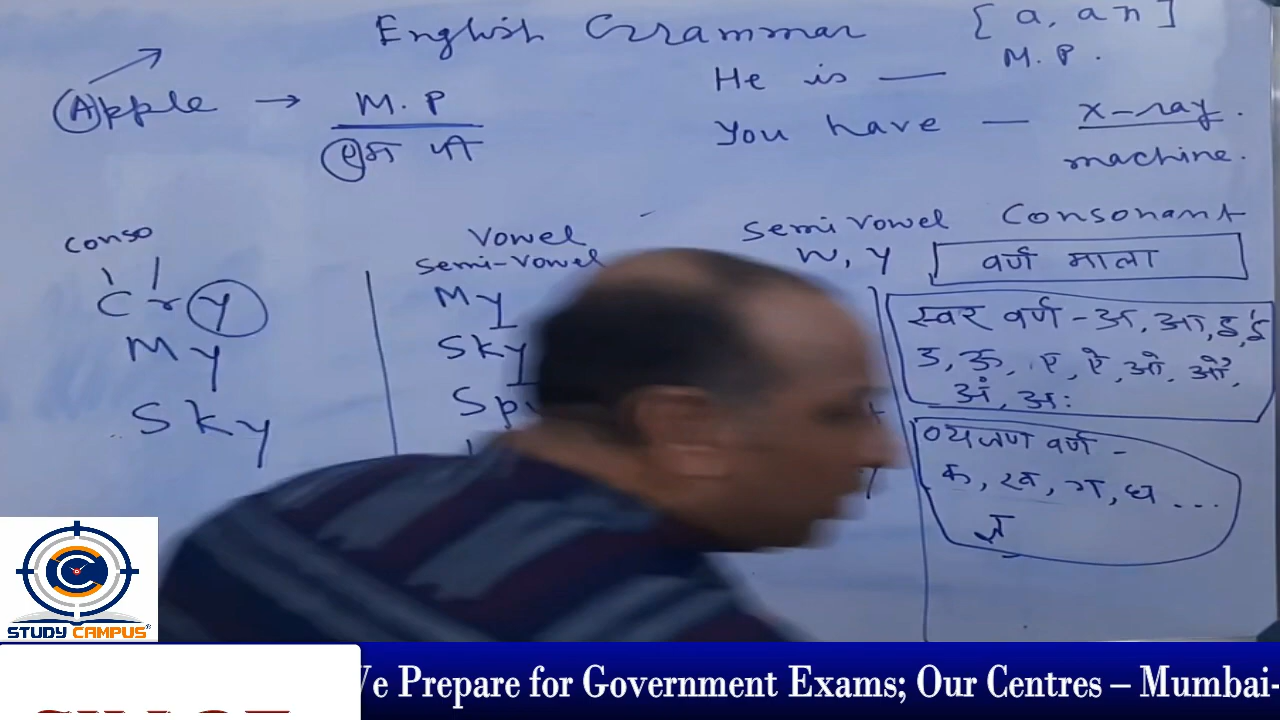 English Grammar [ a, an ]
He is — M. P.
Apple → M. P
एम पी
You have — x-ray.
machine.
conso
C r y
My
Sky
Vowel
Semi-vowel
My
Sky
Semi vowel Consonant
w, y
वर्ण माला
स्वर वर्ण - अ, आ, इ, ई
उ, ऊ, ए, ऐ, ओ, औ,
अं, अः
व्यजण वर्ण -
क, ख, ग, घ ...
STUDY CAMPUS
We Prepare for Government Exams; Our Centres – Mumbai-